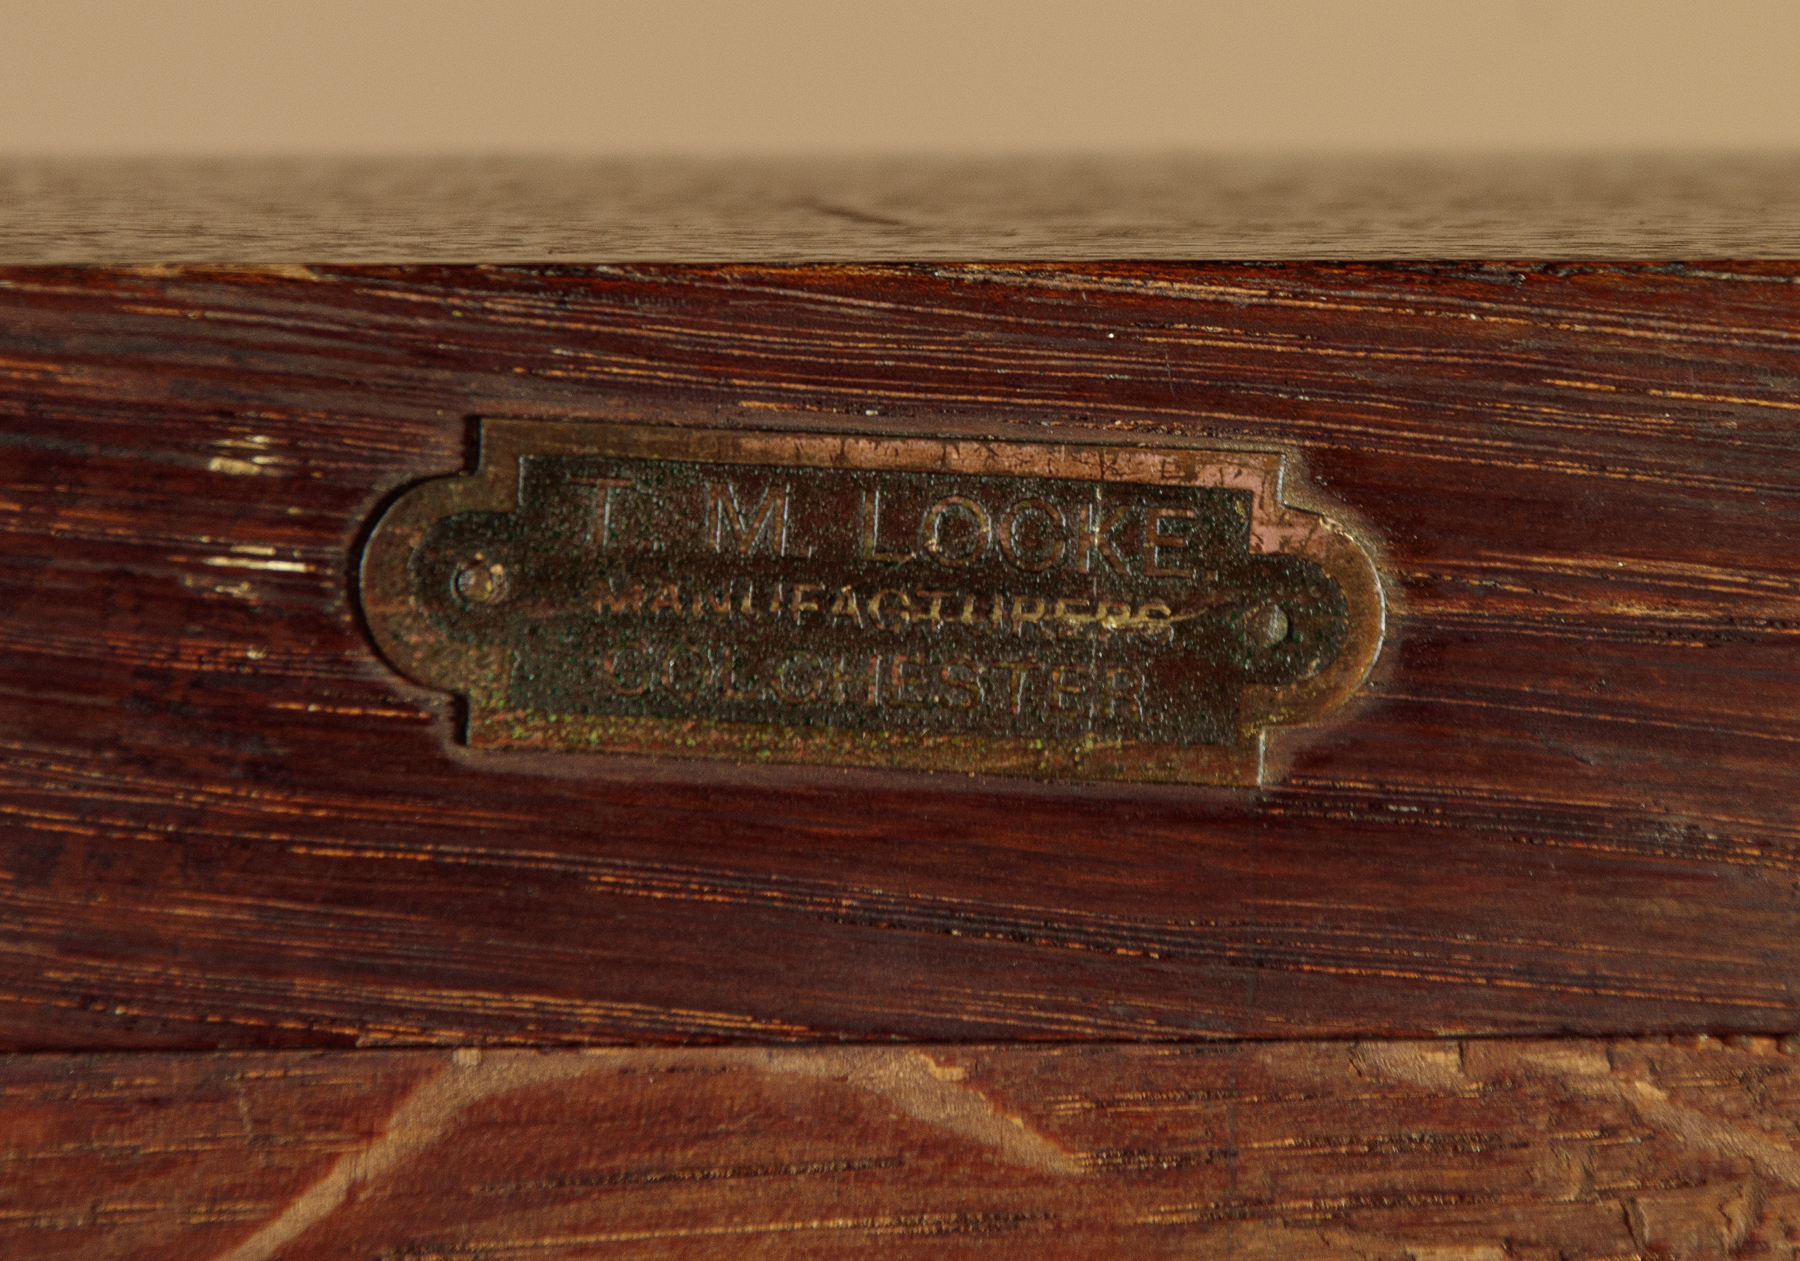 T. M. LOCKE.
MANUFACTURERS
COLCHESTER.